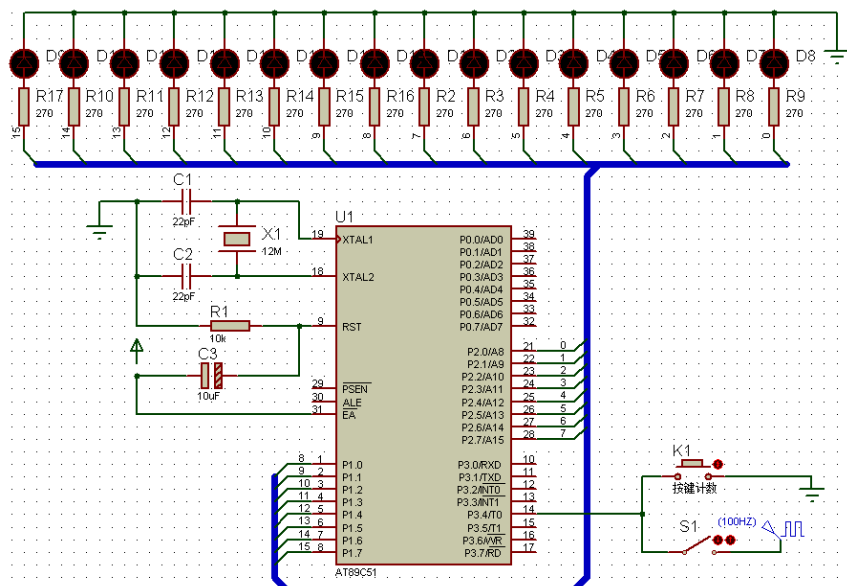 D9 D1 D1 D1 D1 D1 D1 D1 D1 D2 D3 D4 D5 D6 D7 D8
R17 R10 R11 R12 R13 R14 R15 R16 R2 R3 R4 R5 R6 R7 R8 R9
270 270 270 270 270 270 270 270 270 270 270 270 270 270 270 270
15 14 13 12 11 10 9 8 7 6 5 4 3 2 1 0
C1
22pF
X1
12M
C2
22pF
R1
10k
C3
10uF
U1
19 XTAL1 P0.0/AD0 39
P0.1/AD1 38
P0.2/AD2 37
18 XTAL2 P0.3/AD3 36
P0.4/AD4 35
P0.5/AD5 34
P0.6/AD6 33
9 RST P0.7/AD7 32
P2.0/A8 21 0
P2.1/A9 22 1
P2.2/A10 23 2
29 PSEN P2.3/A11 24 3
30 ALE P2.4/A12 25 4
31 EA P2.5/A13 26 5
P2.6/A14 27 6
P2.7/A15 28 7
8 1 P1.0 P3.0/RXD 10
9 2 P1.1 P3.1/TXD 11
10 3 P1.2 P3.2/INT0 12
11 4 P1.3 P3.3/INT1 13
12 5 P1.4 P3.4/T0 14
13 6 P1.5 P3.5/T1 15
14 7 P1.6 P3.6/WR 16
15 8 P1.7 P3.7/RD 17
AT89C51
K1
按键计数
S1
(100HZ)